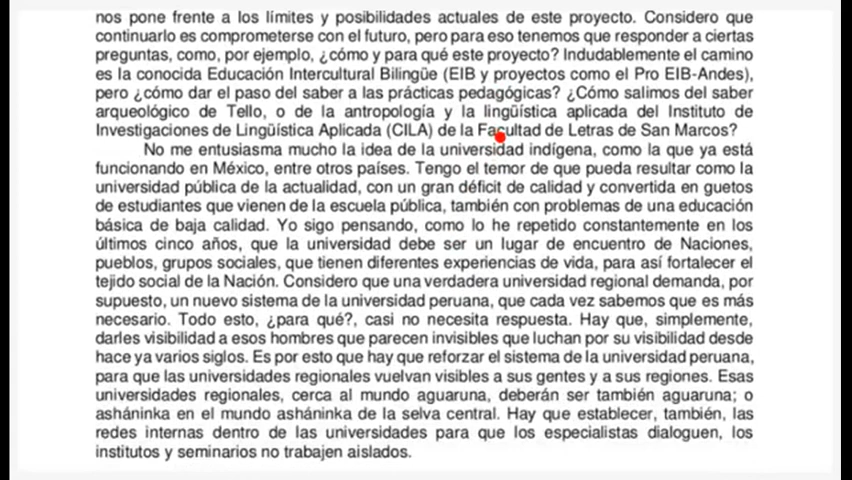 nos pone frente a los límites y posibilidades actuales de este proyecto. Considero que
continuarlo es comprometerse con el futuro, pero para eso tenemos que responder a ciertas
preguntas, como, por ejemplo, ¿cómo y para qué este proyecto? Indudablemente el camino
es la conocida Educación Intercultural Bilingüe (EIB y proyectos como el Pro EIB-Andes),
pero ¿cómo dar el paso del saber a las prácticas pedagógicas? ¿Cómo salimos del saber
arqueológico de Tello, o de la antropología y la lingüística aplicada del Instituto de
Investigaciones de Lingüística Aplicada (CILA) de la Facultad de Letras de San Marcos?
No me entusiasma mucho la idea de la universidad indígena, como la que ya está
funcionando en México, entre otros países. Tengo el temor de que pueda resultar como la
universidad pública de la actualidad, con un gran déficit de calidad y convertida en guetos
de estudiantes que vienen de la escuela pública, también con problemas de una educación
básica de baja calidad. Yo sigo pensando, como lo he repetido constantemente en los
últimos cinco años, que la universidad debe ser un lugar de encuentro de Naciones,
pueblos, grupos sociales, que tienen diferentes experiencias de vida, para así fortalecer el
tejido social de la Nación. Considero que una verdadera universidad regional demanda, por
supuesto, un nuevo sistema de la universidad peruana, que cada vez sabemos que es más
necesario. Todo esto, ¿para qué?, casi no necesita respuesta. Hay que, simplemente,
darles visibilidad a esos hombres que parecen invisibles que luchan por su visibilidad desde
hace ya varios siglos. Es por esto que hay que reforzar el sistema de la universidad peruana,
para que las universidades regionales vuelvan visibles a sus gentes y a sus regiones. Esas
universidades regionales, cerca al mundo aguaruna, deberán ser también aguaruna; o
asháninka en el mundo asháninka de la selva central. Hay que establecer, también, las
redes internas dentro de las universidades para que los especialistas dialoguen, los
institutos y seminarios no trabajen aislados.